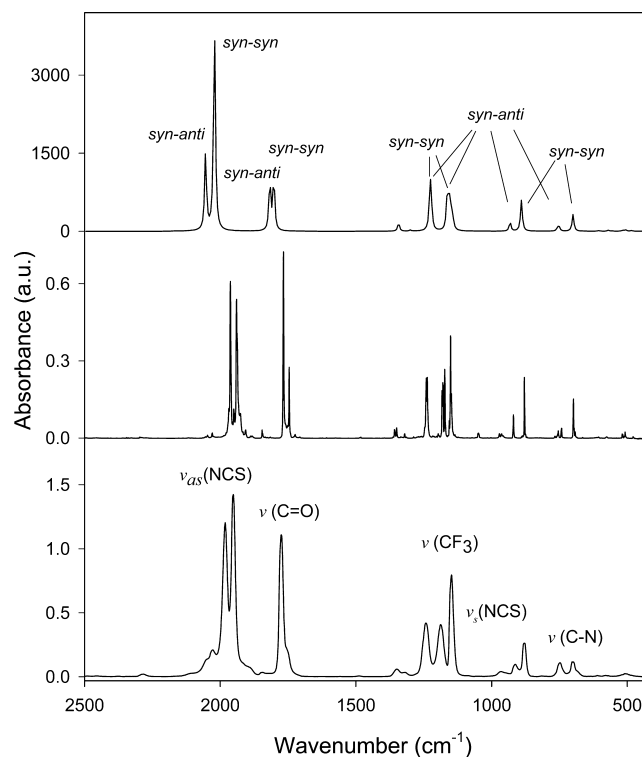 syn-syn
3000
syn-anti
syn-syn
syn-anti
1500
syn-anti
syn-syn
syn-syn
0
Absorbance (a.u.)
0.6
0.3
0.0
1.5
νas(NCS)
ν (C=O)
1.0
ν (CF3)
νs(NCS)
0.5
ν (C-N)
0.0
2500 2000 1500 1000 500
Wavenumber (cm-1)